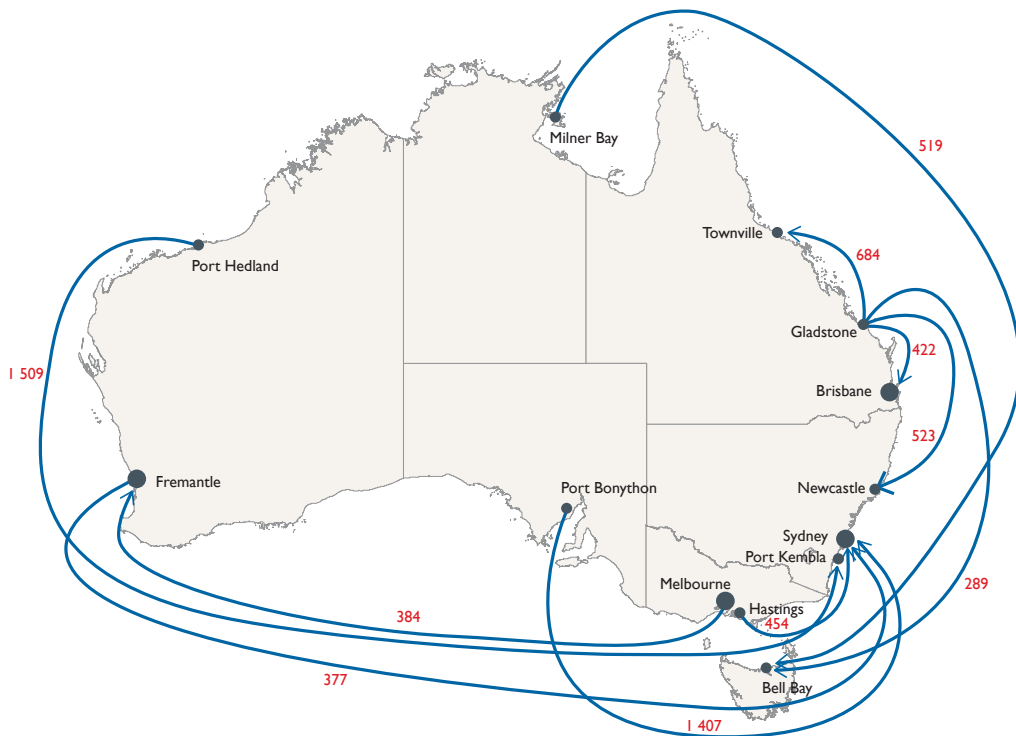 519
Milner Bay
Townville
684
Port Hedland
Gladstone
422
1 509
Brisbane
523
Fremantle
Port Bonython
Newcastle
Sydney
Port Kembla
Melbourne
289
Hastings
384
454
377
Bell Bay
1 407